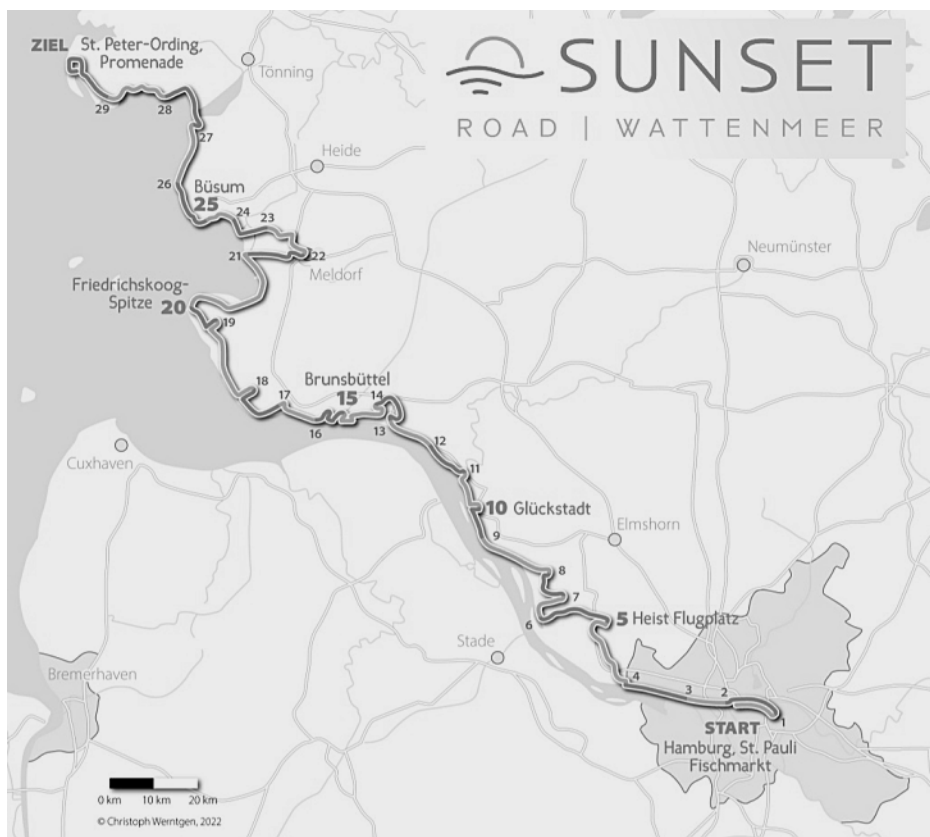 ZIEL St. Peter-Ording,
Promenade
SUNSET
ROAD | WATTENMEER
Tönning
29
28
27
Heide
26
Büsum
25
24
23
22
21
Meldorf
Neumünster
Friedrichskoog-
Spitze 20
19
18
17
Brunsbüttel
15
14
16
13
12
Cuxhaven
11
10 Glückstadt
9
Elmshorn
8
7
6
5 Heist Flugplatz
Stade
Bremerhaven
4
3
2
1
START
Hamburg, St. Pauli
Fischmarkt
0 km 10 km 20 km
© Christoph Werntgen, 2022